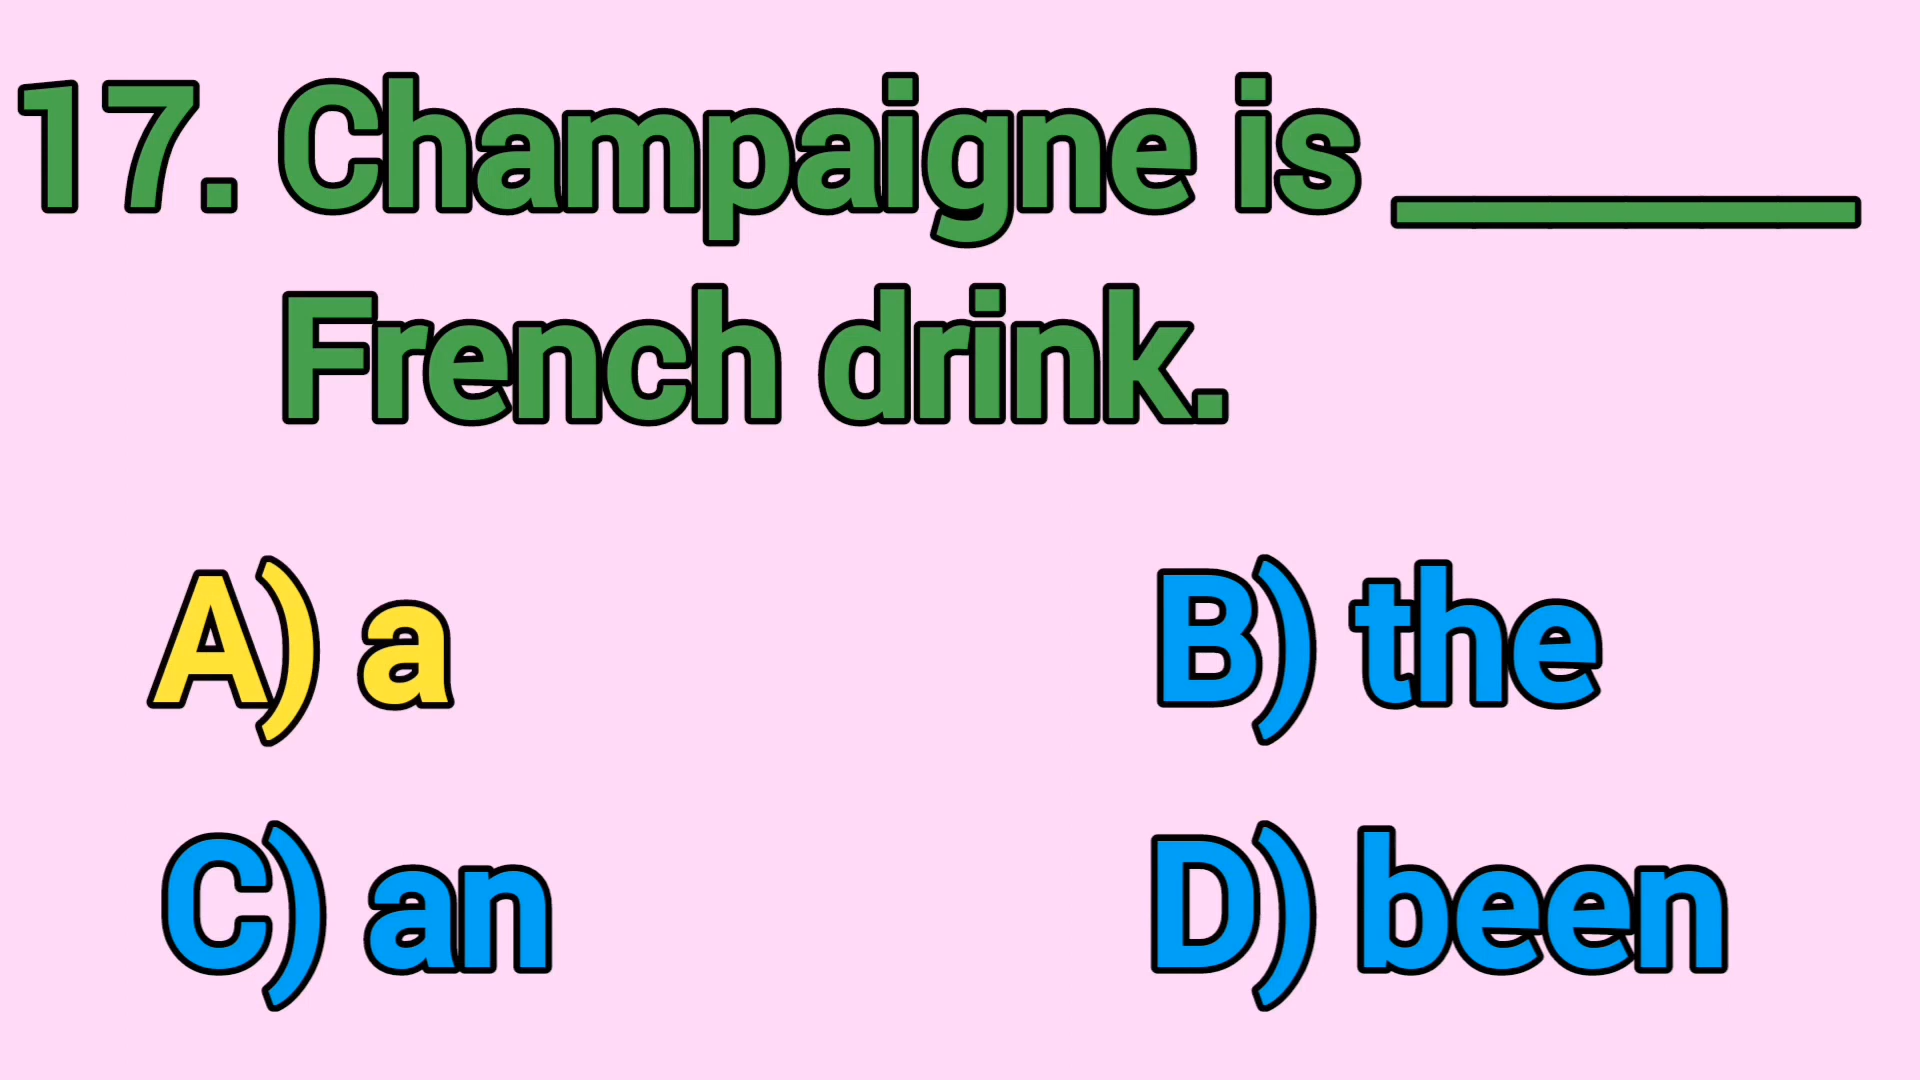 17. Champaigne is ______
French drink.
A) a
B) the
C) an
D) been